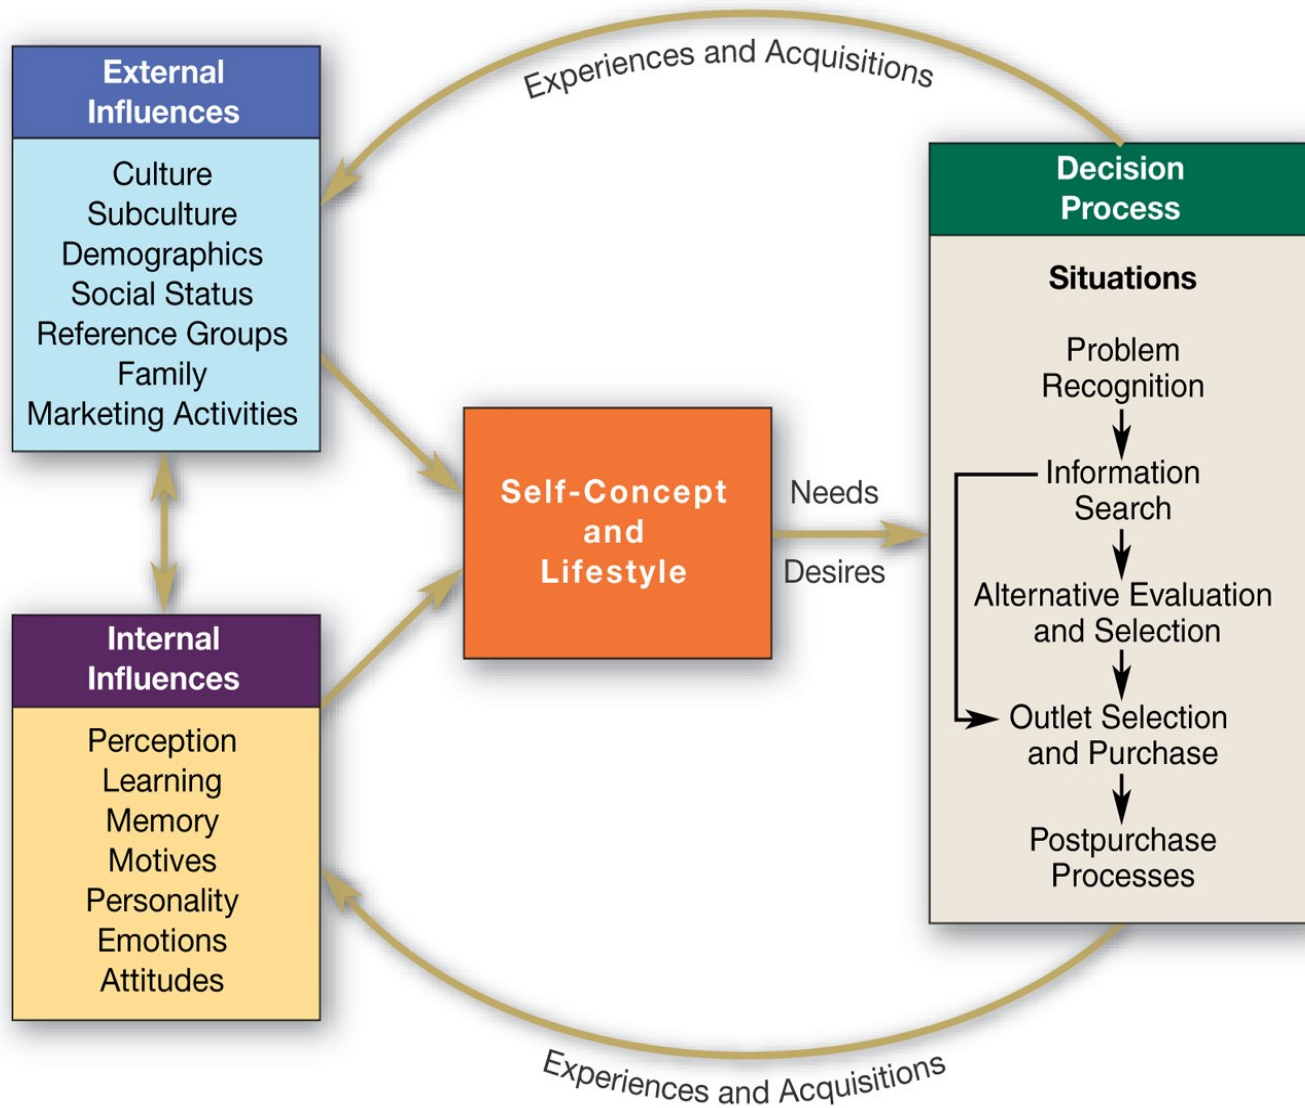 Experiences and Acquisitions
External
Influences
Culture
Subculture
Demographics
Social Status
Reference Groups
Family
Marketing Activities
Internal
Influences
Perception
Learning
Memory
Motives
Personality
Emotions
Attitudes
Self-Concept
and
Lifestyle
Needs
Desires
Decision
Process
Situations
Problem
Recognition
Information
Search
Alternative Evaluation
and Selection
Outlet Selection
and Purchase
Postpurchase
Processes
Experiences and Acquisitions